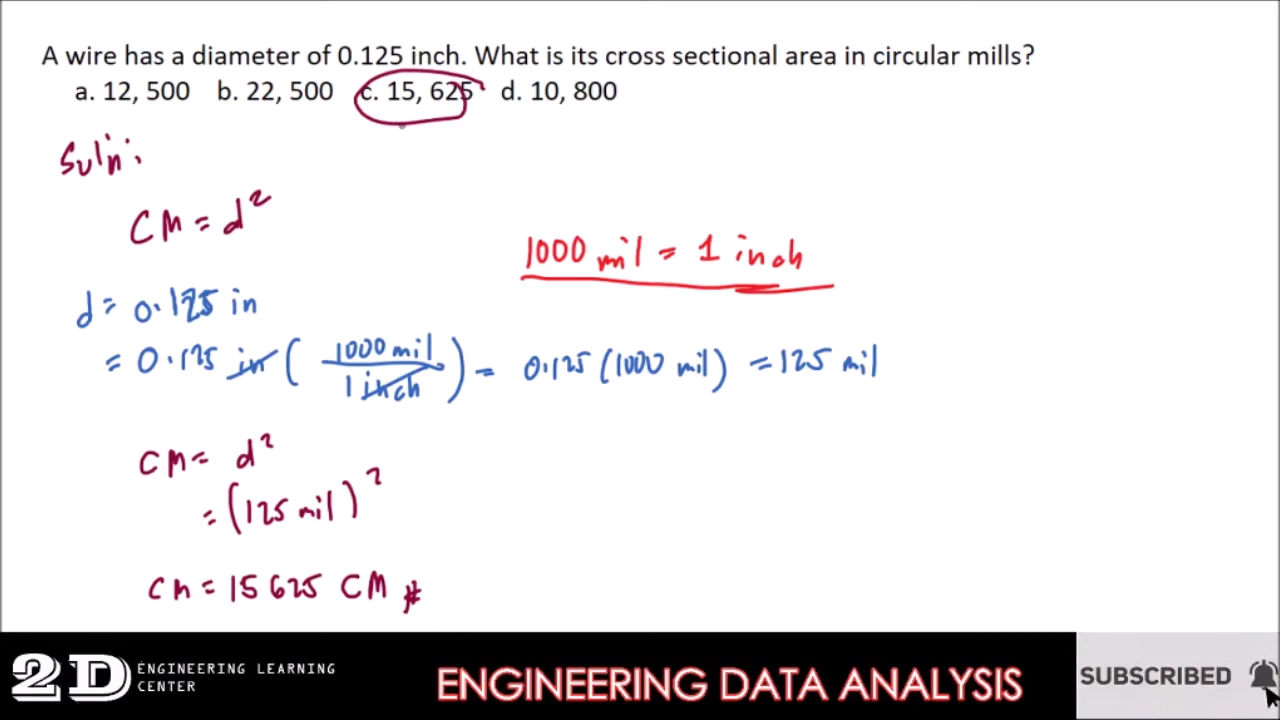 A wire has a diameter of 0.125 inch. What is its cross sectional area in circular mills?
a. 12, 500 b. 22, 500 c. 15, 625 d. 10, 800
Sol'n:
CM = d²
1000 mil = 1 inch
d = 0.125 in
= 0.125 in ( 1000 mil / 1 inch ) = 0.125 (1000 mil) = 125 mil
CM = d²
= (125 mil)²
CM = 15625 CM #
2D ENGINEERING LEARNING
CENTER
ENGINEERING DATA ANALYSIS
SUBSCRIBED